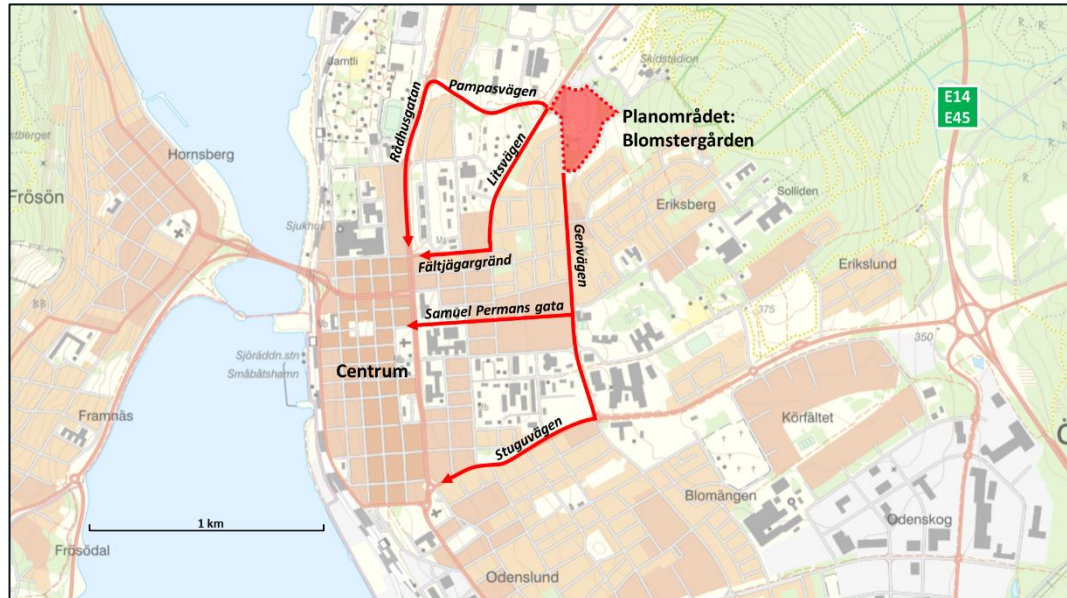 Jamtli
Pampasvägen
Skidstadion
Rådhusgatan
Litsvägen
Planområdet:
Blomstergården
E14
E45
Hornsberg
Frösön
Sjukhus
Eriksberg
Solliden
Genvägen
Fältjägargränd
Erikslund
Samuel Permans gata
375
350
Sjöräddn.stn
Småbåtshamn
Centrum
Framnäs
Körfältet
Stuguvägen
1 km
Blomängen
Odenskog
Frösödal
Odenslund